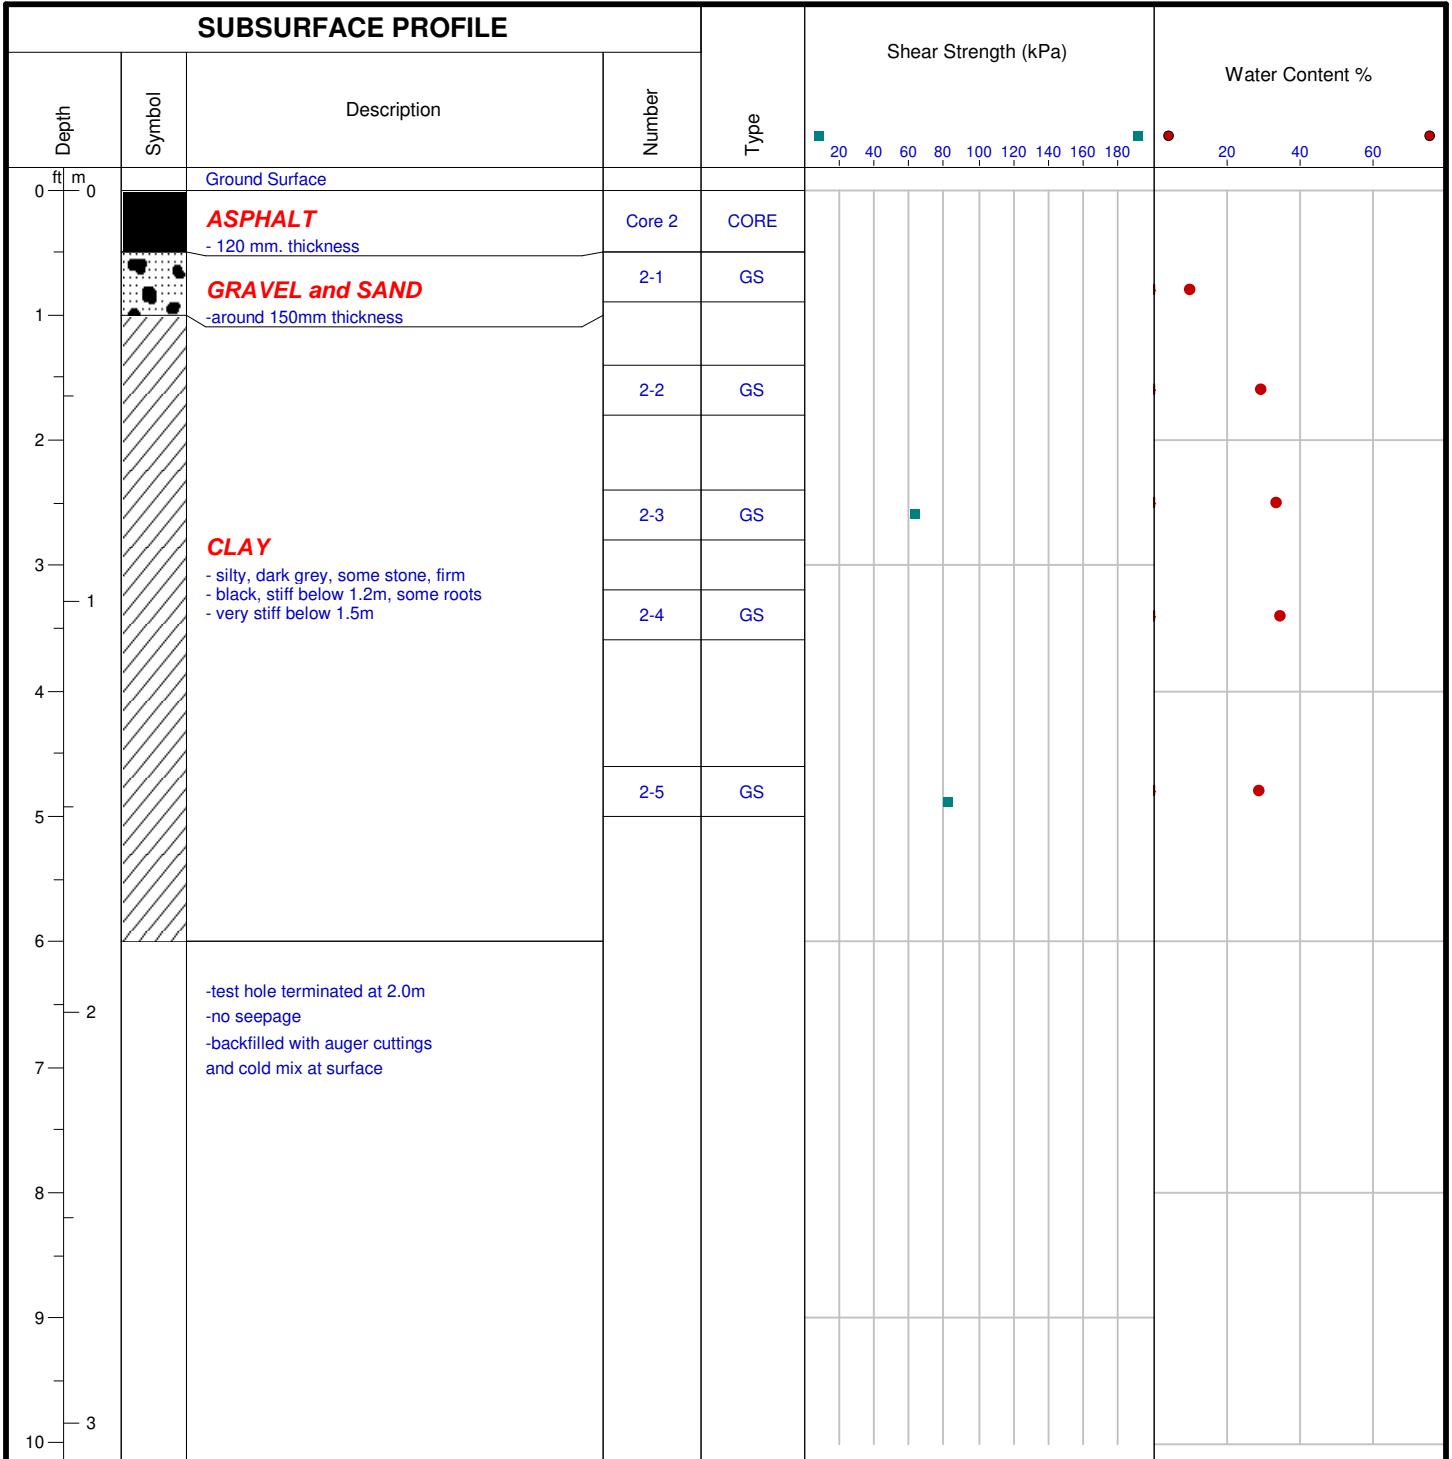 SUBSURFACE PROFILE
Shear Strength (kPa)
Water Content %
Depth
Symbol
Description
Number
Type
20 40 60 80 100 120 140 160 180
20 40 60
ft m
Ground Surface
0 0
ASPHALT
- 120 mm. thickness
Core 2 CORE
2-1 GS
GRAVEL and SAND
-around 150mm thickness
1
2-2 GS
2
2-3 GS
CLAY
- silty, dark grey, some stone, firm
- black, stiff below 1.2m, some roots
- very stiff below 1.5m
3
1
2-4 GS
4
2-5 GS
5
6
-test hole terminated at 2.0m
-no seepage
-backfilled with auger cuttings
and cold mix at surface
2
7
8
9
3
10